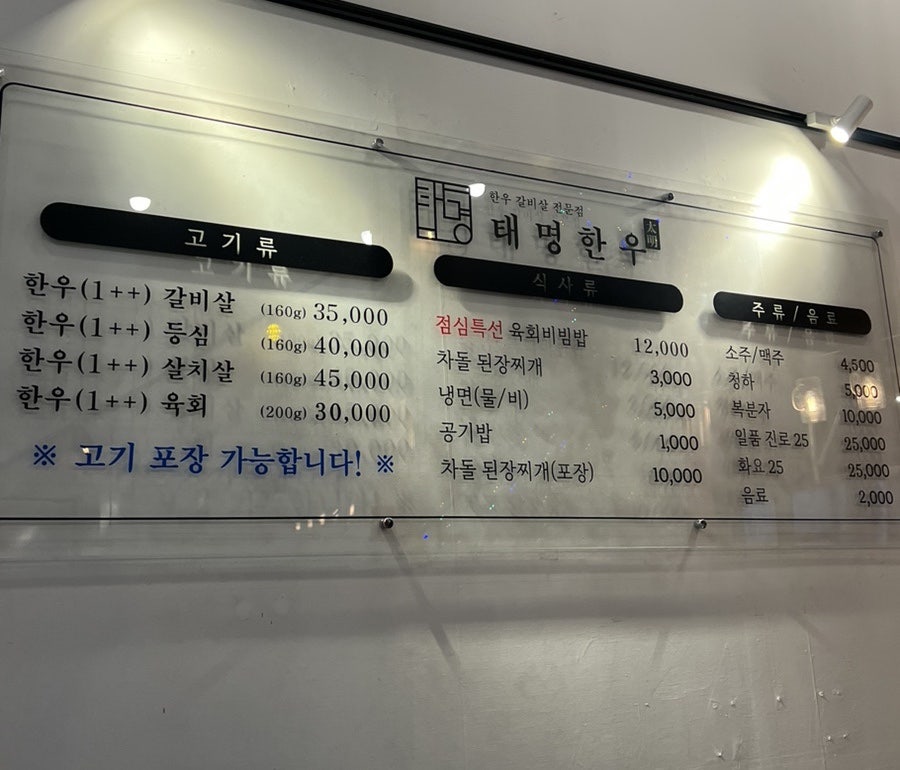 한우 갈비살 전문점
태명
태명한우 太明
고기류
한우(1++) 갈비살 (160g) 35,000
한우(1++) 등심 (160g) 40,000
한우(1++) 살치살 (160g) 45,000
한우(1++) 육회 (200g) 30,000
※ 고기 포장 가능합니다! ※
식사류
점심특선 육회비빔밥 12,000
차돌 된장찌개 3,000
냉면(물/비) 5,000
공기밥 1,000
차돌 된장찌개(포장) 10,000
주류/음료
소주/맥주 4,500
청하 5,000
복분자 10,000
일품 진로 25 25,000
화요 25 25,000
음료 2,000